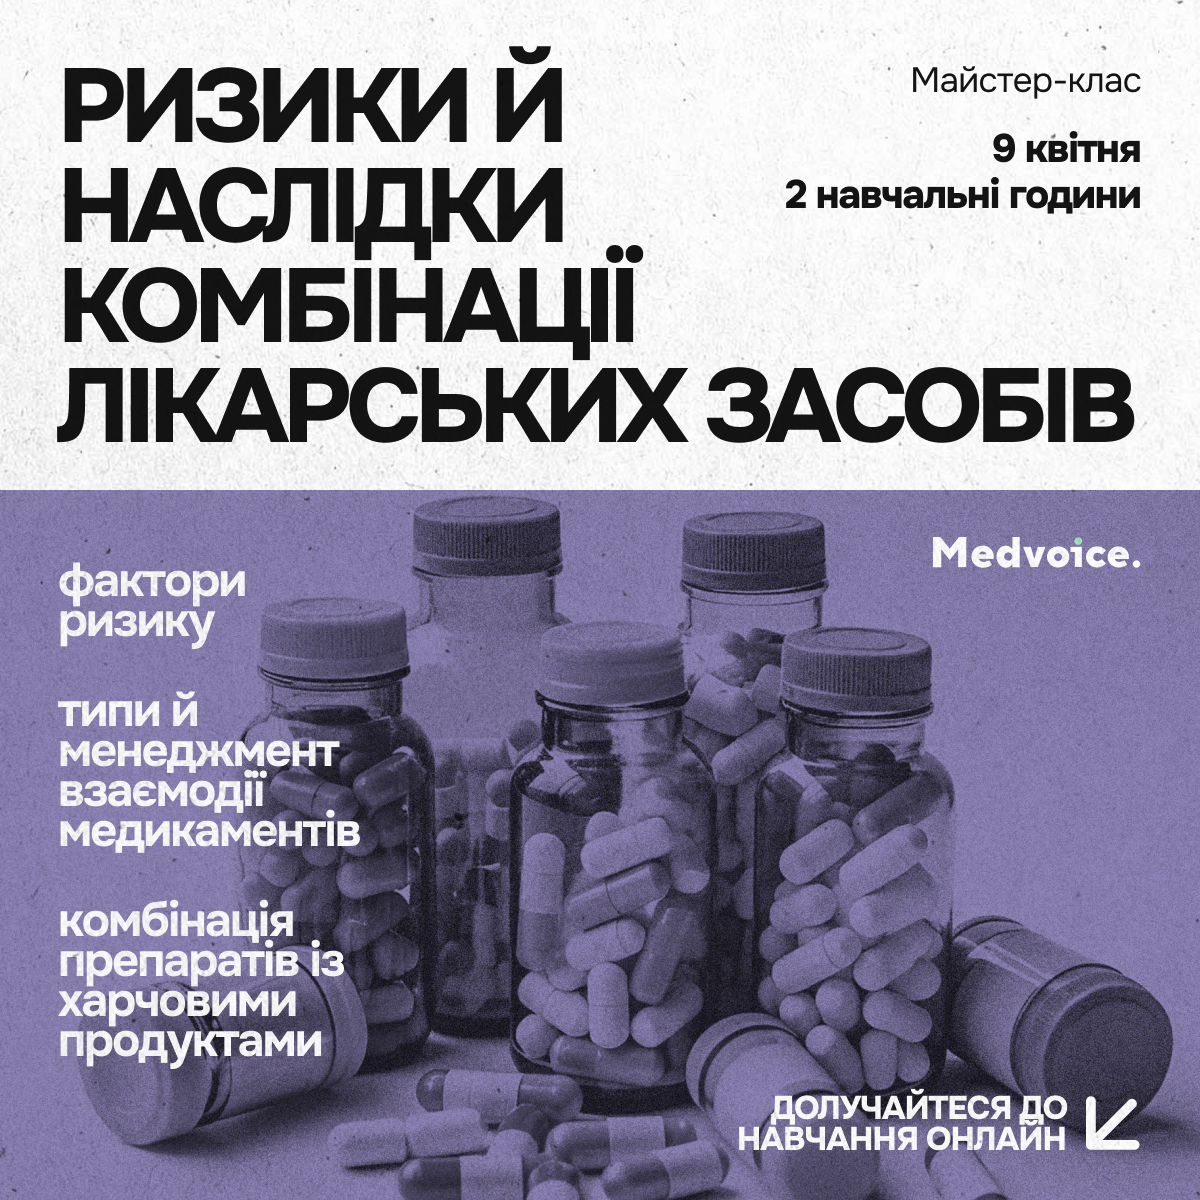 РИЗИКИ Й
НАСЛІДКИ
КОМБІНАЦІЇ
ЛІКАРСЬКИХ ЗАСОБІВ
Майстер-клас
9 квітня
2 навчальні години
Medvoice.
фактори
ризику
типи й
менеджмент
взаємодії
медикаментів
комбінація
препаратів із
харчовими
продуктами
ДОЛУЧАЙТЕСЯ ДО
НАВЧАННЯ ОНЛАЙН